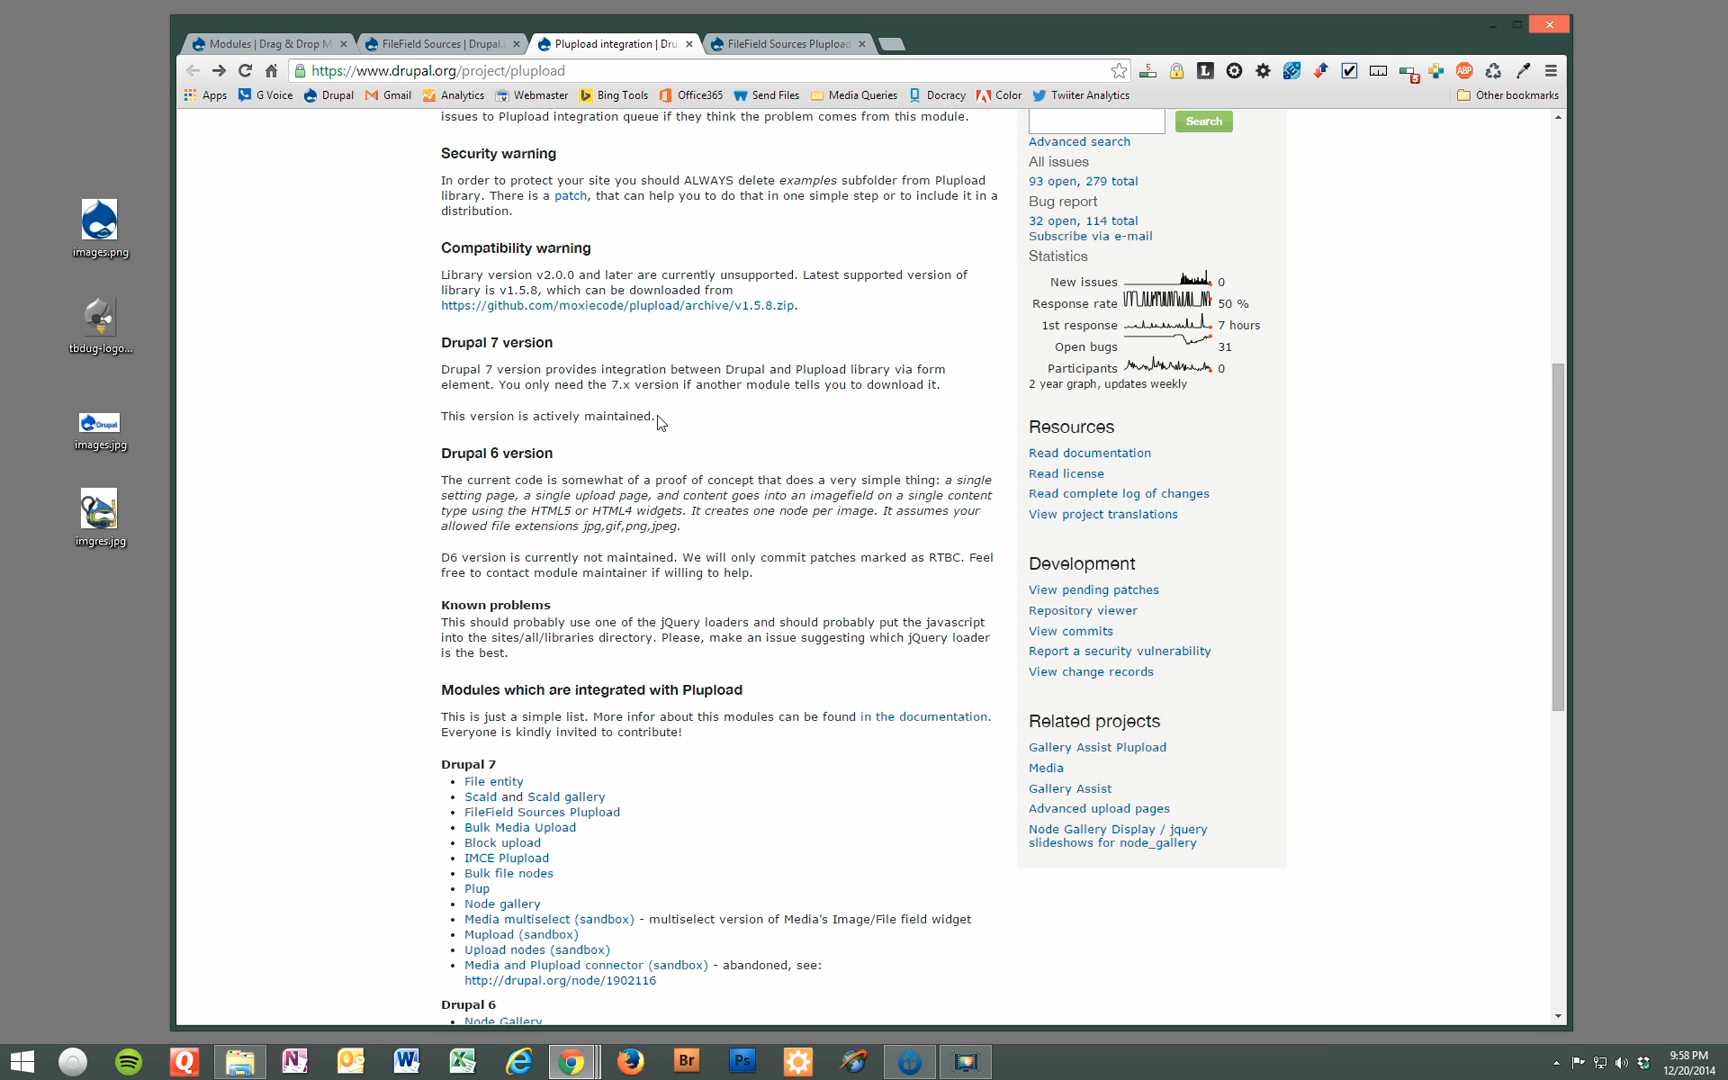 Modules | Drag & Drop M
FileField Sources | Drupal.
Plupload integration | Dru
FileField Sources Plupload
https://www.drupal.org/project/plupload
Apps
G Voice
Drupal
Gmail
Analytics
Webmaster
Bing Tools
Office365
Send Files
Media Queries
Docracy
Color
Twiiter Analytics
Other bookmarks
images.png
tbdug-logo...
images.jpg
imgres.jpg
issues to Plupload integration queue if they think the problem comes from this module.
Security warning
In order to protect your site you should ALWAYS delete examples subfolder from Plupload
library. There is a patch, that can help you to do that in one simple step or to include it in a
distribution.
Compatibility warning
Library version v2.0.0 and later are currently unsupported. Latest supported version of
library is v1.5.8, which can be downloaded from
https://github.com/moxiecode/plupload/archive/v1.5.8.zip.
Drupal 7 version
Drupal 7 version provides integration between Drupal and Plupload library via form
element. You only need the 7.x version if another module tells you to download it.
This version is actively maintained.
Drupal 6 version
The current code is somewhat of a proof of concept that does a very simple thing: a single
setting page, a single upload page, and content goes into an imagefield on a single content
type using the HTML5 or HTML4 widgets. It creates one node per image. It assumes your
allowed file extensions jpg,gif,png,jpeg.
D6 version is currently not maintained. We will only commit patches marked as RTBC. Feel
free to contact module maintainer if willing to help.
Known problems
This should probably use one of the jQuery loaders and should probably put the javascript
into the sites/all/libraries directory. Please, make an issue suggesting which jQuery loader
is the best.
Modules which are integrated with Plupload
This is just a simple list. More infor about this modules can be found in the documentation.
Everyone is kindly invited to contribute!
Drupal 7
File entity
Scald and Scald gallery
FileField Sources Plupload
Bulk Media Upload
Block upload
IMCE Plupload
Bulk file nodes
Plup
Node gallery
Media multiselect (sandbox) - multiselect version of Media's Image/File field widget
Mupload (sandbox)
Upload nodes (sandbox)
Media and Plupload connector (sandbox) - abandoned, see:
http://drupal.org/node/1902116
Drupal 6
Node Gallery
Search
Advanced search
All issues
93 open, 279 total
Bug report
32 open, 114 total
Subscribe via e-mail
Statistics
New issues 0
Response rate 50 %
1st response 7 hours
Open bugs 31
Participants 0
2 year graph, updates weekly
Resources
Read documentation
Read license
Read complete log of changes
View project translations
Development
View pending patches
Repository viewer
View commits
Report a security vulnerability
View change records
Related projects
Gallery Assist Plupload
Media
Gallery Assist
Advanced upload pages
Node Gallery Display / jquery
slideshows for node_gallery
9:58 PM
12/20/2014